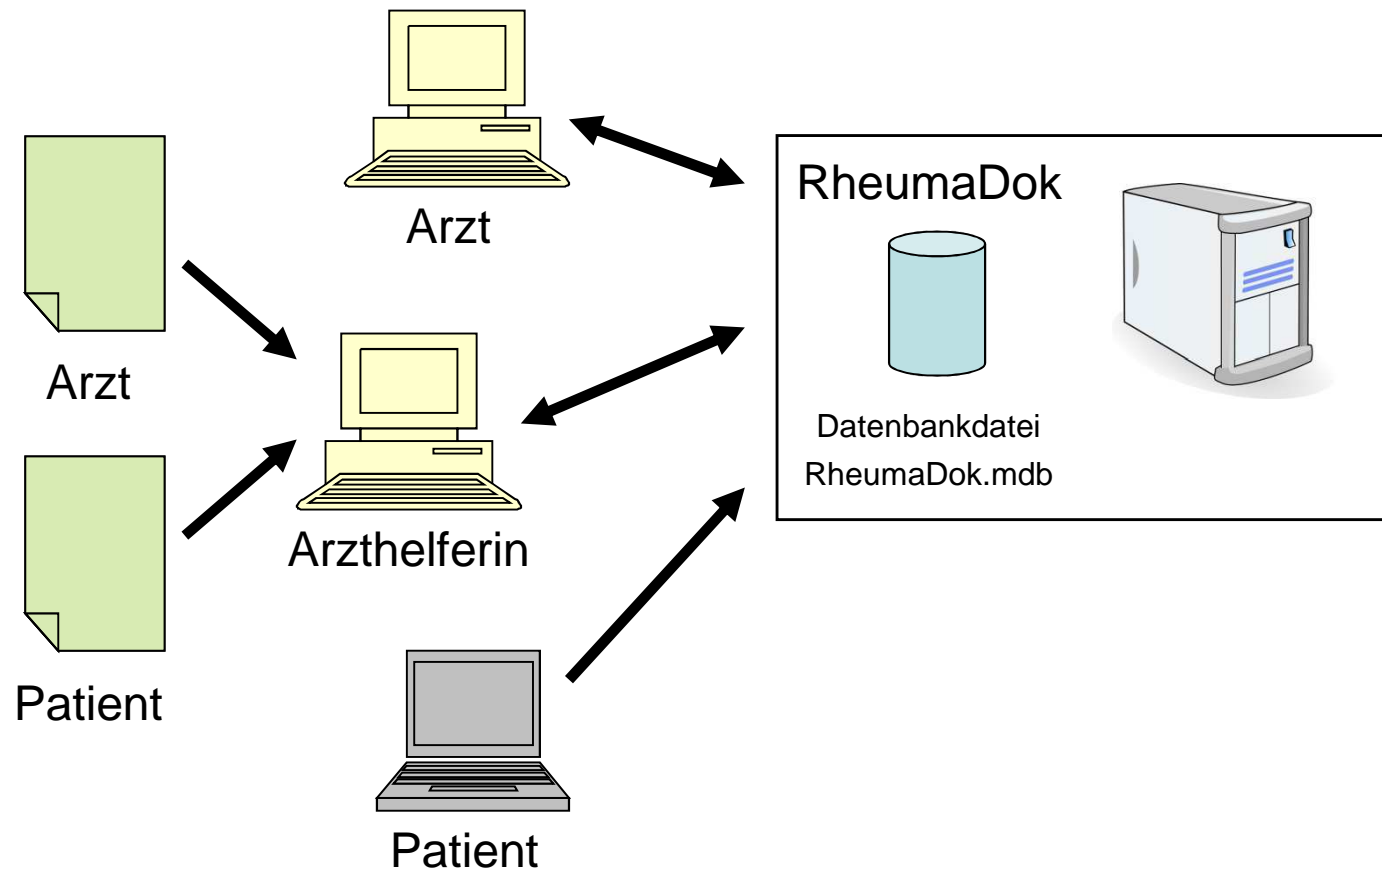 Arzt
RheumaDok
Arzt
Datenbankdatei
RheumaDok.mdb
Arzthelferin
Patient
Patient